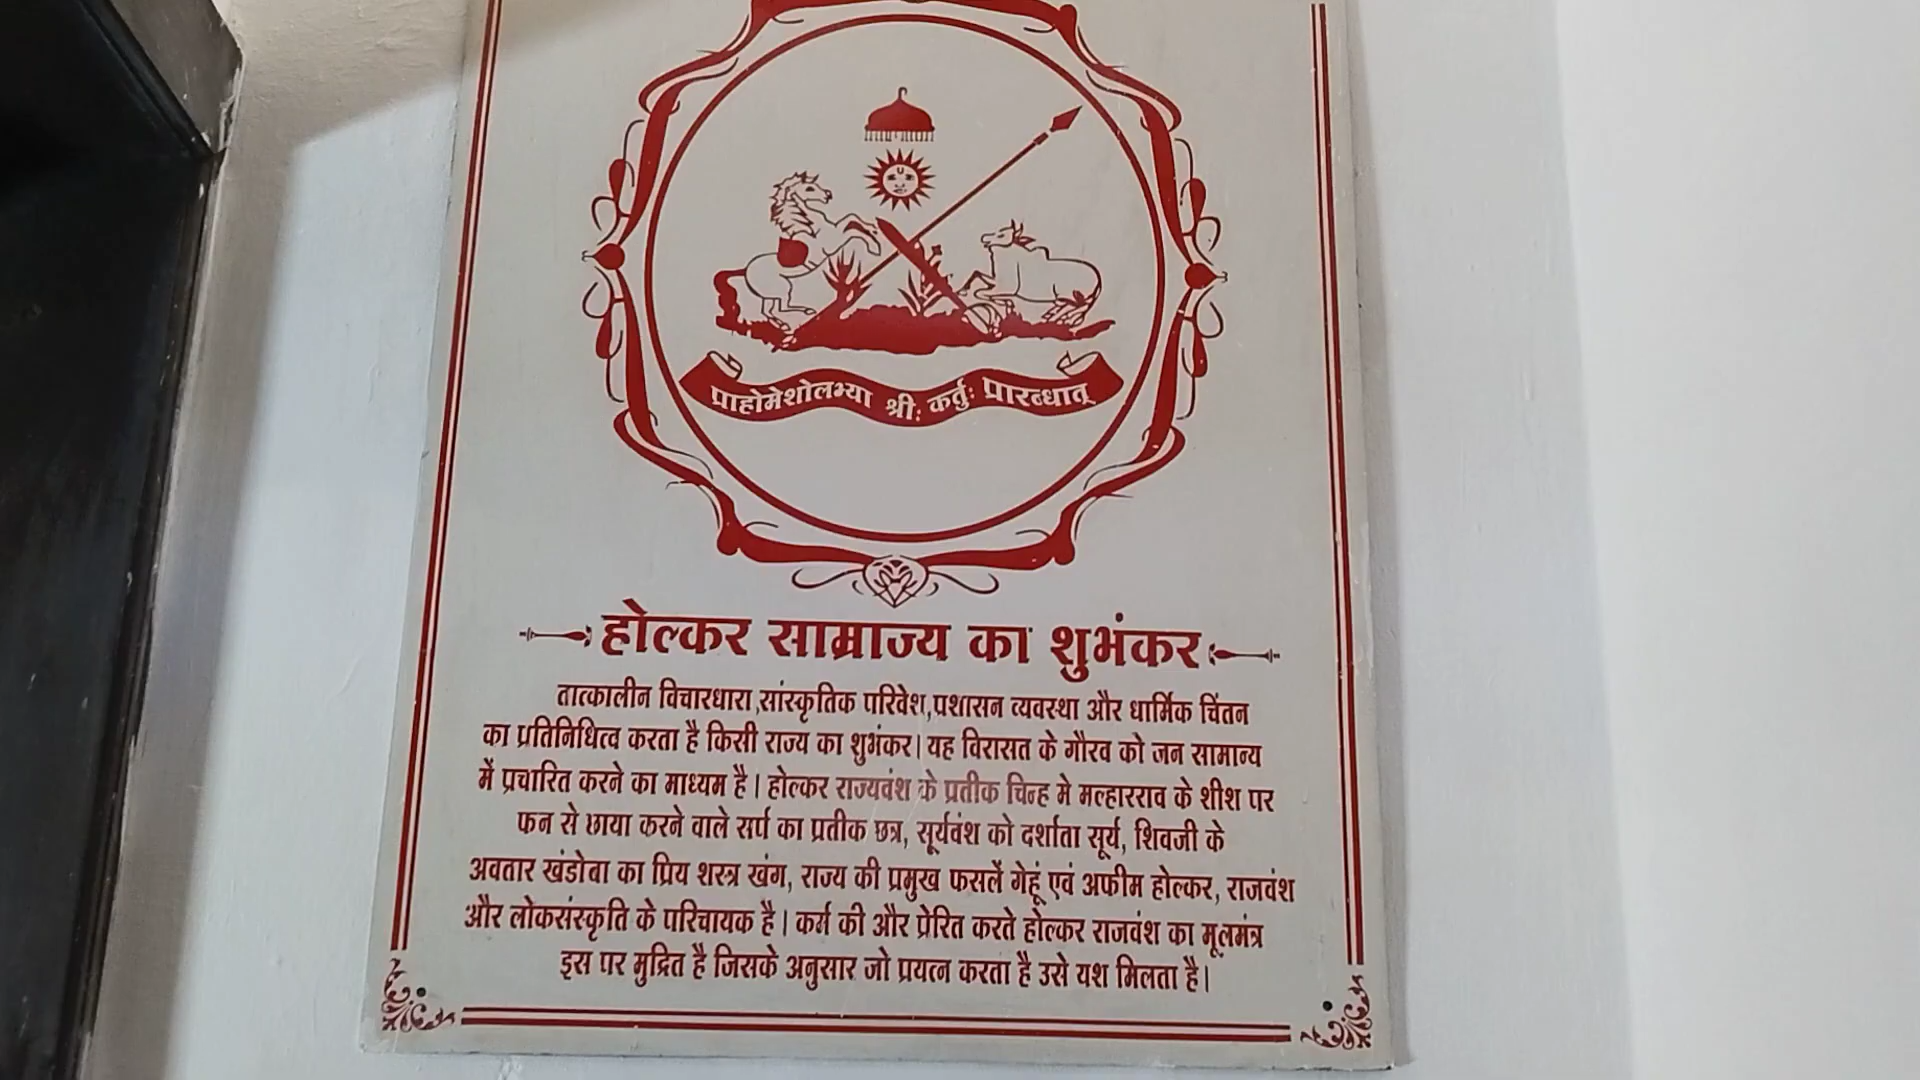 प्राहोमेशोलभ्या श्रीः कर्तुः प्रारब्धात्
होल्कर साम्राज्य का शुभंकर
तात्कालीन विचारधारा,सांस्कृतिक परिवेश,प्रशासन व्यवस्था और धार्मिक चिंतन
का प्रतिनिधित्व करता है किसी राज्य का शुभंकर। यह विरासत के गौरव को जन सामान्य
में प्रचारित करने का माध्यम है। होल्कर राज्यवंश के प्रतीक चिन्ह मे मल्हारराव के शीश पर
फन से छाया करने वाले सर्प का प्रतीक छत्र, सूर्यवंश को दर्शाता सूर्य, शिवजी के
अवतार खंडोबा का प्रिय शस्त्र खंग, राज्य की प्रमुख फसलें गेहूं एवं अफीम होल्कर, राजवंश
और लोकसंस्कृति के परिचायक है। कर्म की और प्रेरित करते होल्कर राजवंश का मूलमंत्र
इस पर मुद्रित है जिसके अनुसार जो प्रयत्न करता है उसे यश मिलता है।